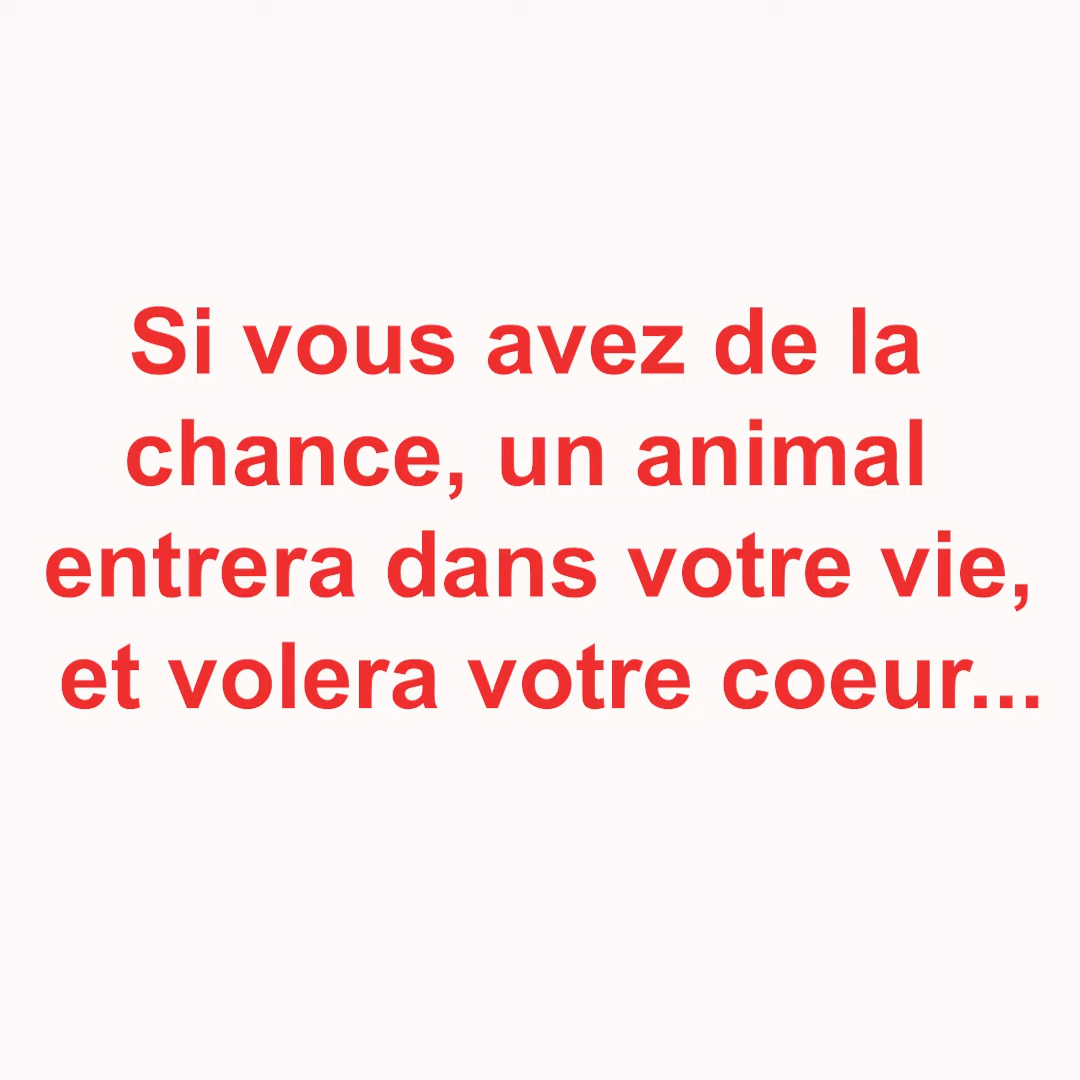 Si vous avez de la
chance, un animal
entrera dans votre vie,
et volera votre coeur...